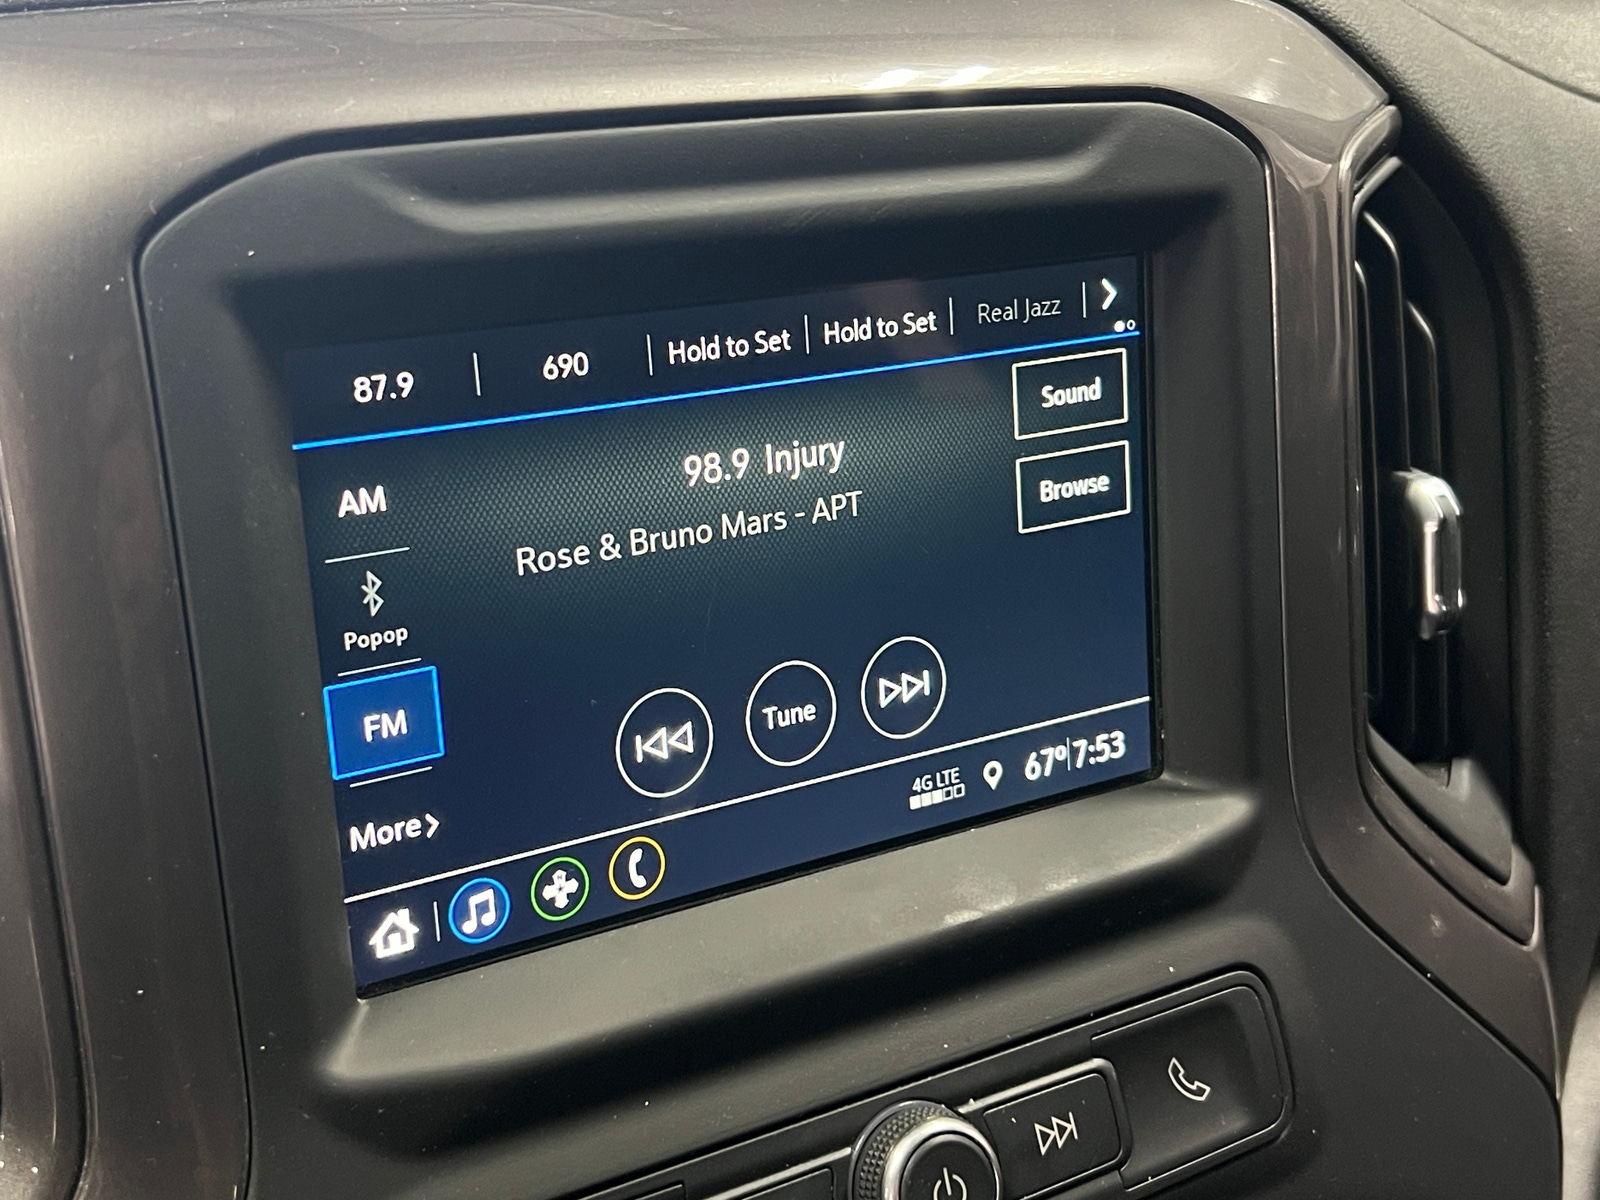 87.9 | 690 | Hold to Set | Hold to Set | Real Jazz
98.9 Injury
Rose & Bruno Mars - APT
Sound
Browse
AM
Popop
FM
More
Tune
4G LTE
67° 7:53